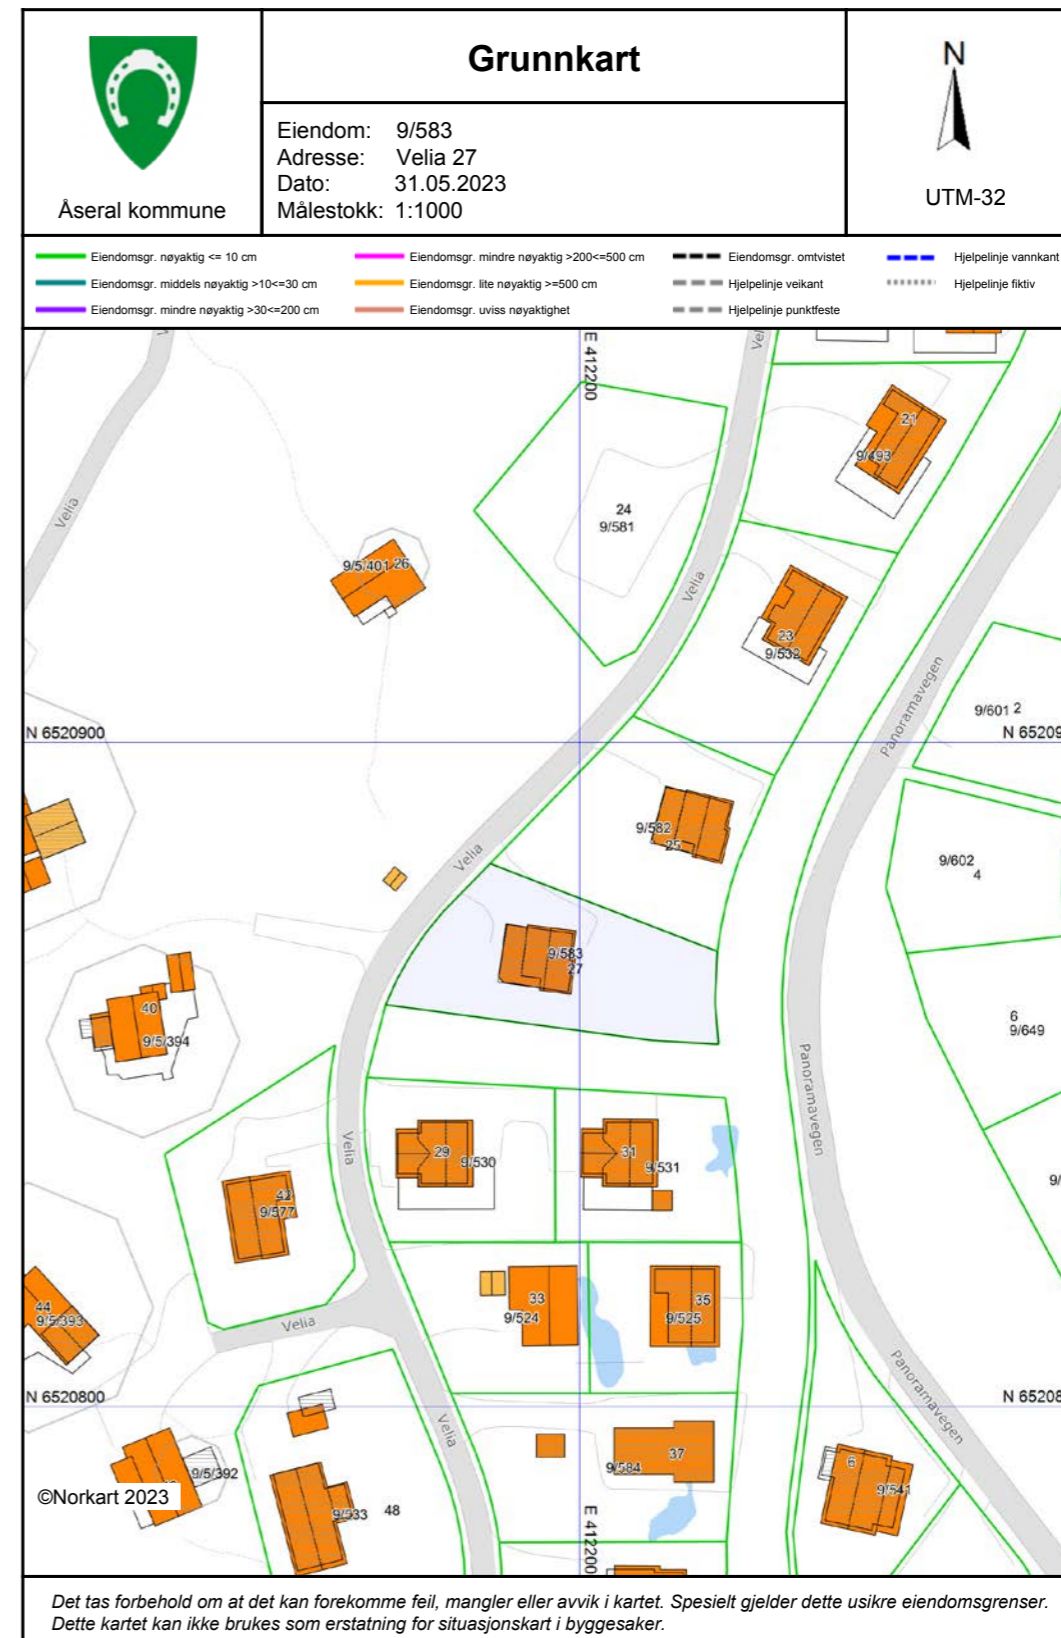 Grunnkart
N
Eiendom: 9/583
Adresse: Velia 27
Dato: 31.05.2023
Målestokk: 1:1000
Åseral kommune
UTM-32
Eiendomsgr. nøyaktig <= 10 cm
Eiendomsgr. mindre nøyaktig >200<=500 cm
Eiendomsgr. omtvistet
Hjelpelinje vannkant
Eiendomsgr. middels nøyaktig >10<=30 cm
Eiendomsgr. lite nøyaktig >=500 cm
Hjelpelinje veikant
Hjelpelinje fiktiv
Eiendomsgr. mindre nøyaktig >30<=200 cm
Eiendomsgr. uviss nøyaktighet
Hjelpelinje punktfeste
E 412200
21
9/493
Velia
24
9/581
9/5/401 26
Velia
23
9/532
Panoramavegen
9/601 2
N 6520900
N 65209
9/582
25
Velia
9/602
4
9/583
27
40
9/5/394
6
9/649
Panoramavegen
Velia
29
9/530
31
9/531
42
9/577
44
9/5/393
33
9/524
35
9/525
Velia
N 6520800
N 65208
Panoramavegen
Velia
37
9/584
9/5/392
6
9/541
©Norkart 2023
9/533
48
E 412200
Det tas forbehold om at det kan forekomme feil, mangler eller avvik i kartet. Spesielt gjelder dette usikre eiendomsgrenser.
Dette kartet kan ikke brukes som erstatning for situasjonskart i byggesaker.